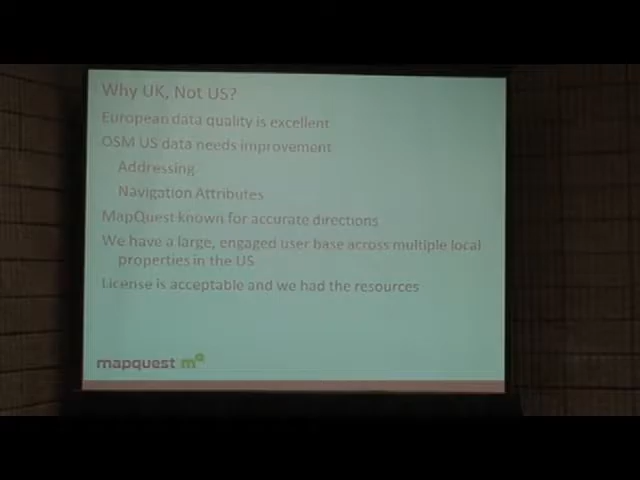 Why UK, Not US?
European data quality is excellent
OSM US data needs improvement
Addressing
Navigation Attributes
MapQuest known for accurate directions
We have a large, engaged user base across multiple local
properties in the US
License is acceptable and we had the resources
mapquest m